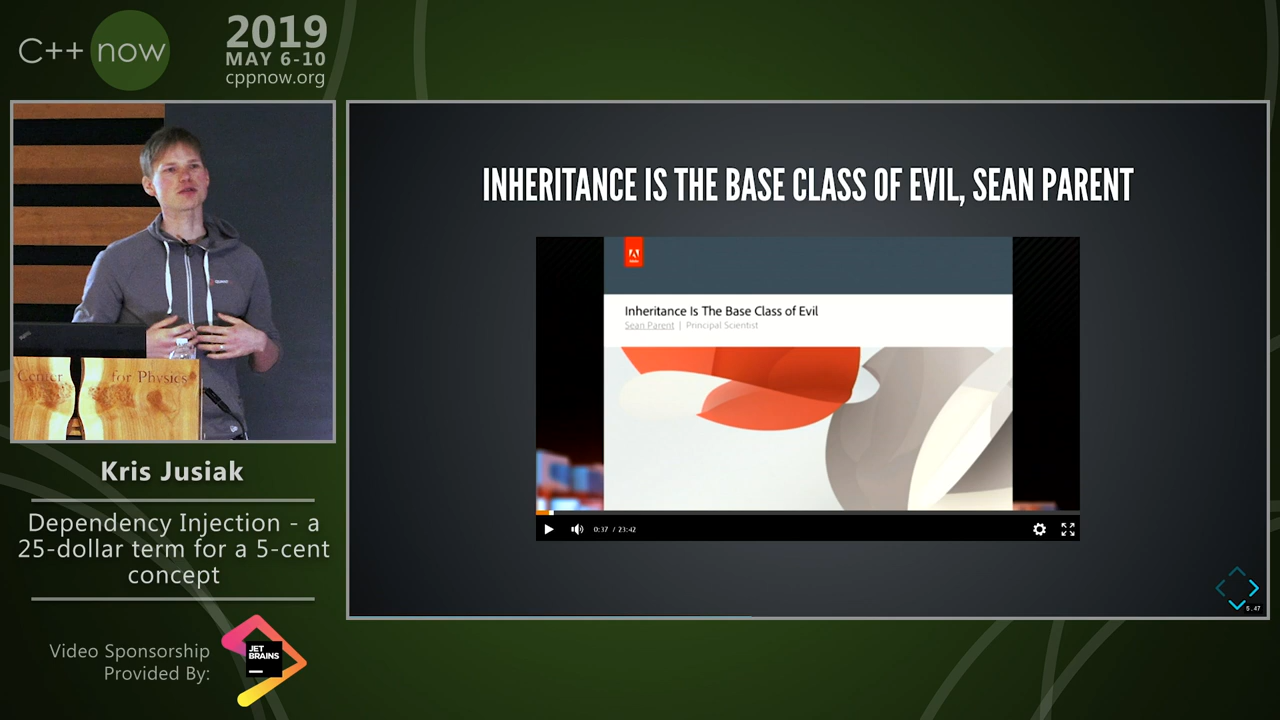 C++ now
2019
MAY 6-10
cppnow.org
Center for Physics
Kris Jusiak
Dependency Injection - a
25-dollar term for a 5-cent
concept
Video Sponsorship
Provided By:
JET
BRAINS
INHERITANCE IS THE BASE CLASS OF EVIL, SEAN PARENT
Inheritance Is The Base Class of Evil
Sean Parent | Principal Scientist
0:37 / 23:42
5.47